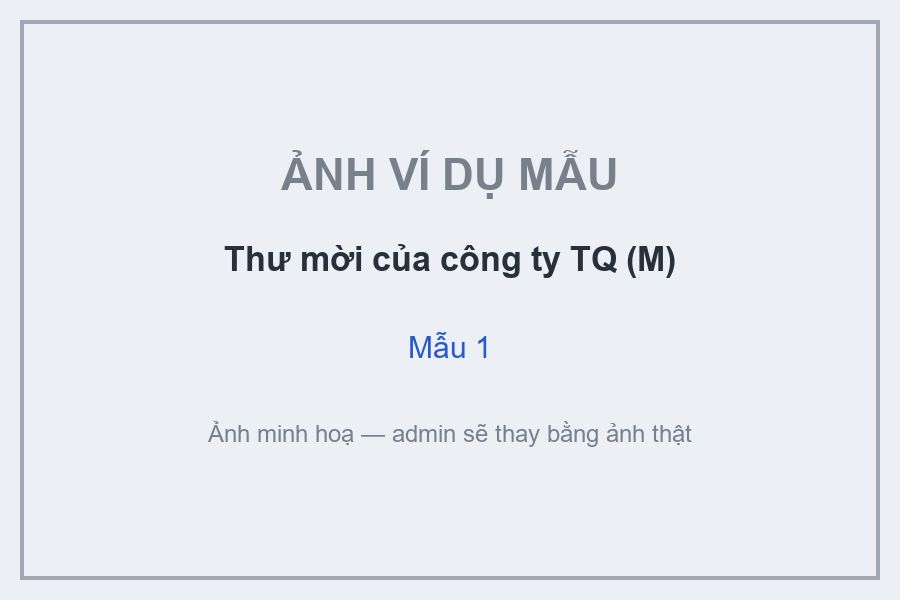 ẢNH VÍ DỤ MẪU
Thư mời của công ty TQ (M)
Mẫu 1
Ảnh minh hoạ — admin sẽ thay bằng ảnh thật